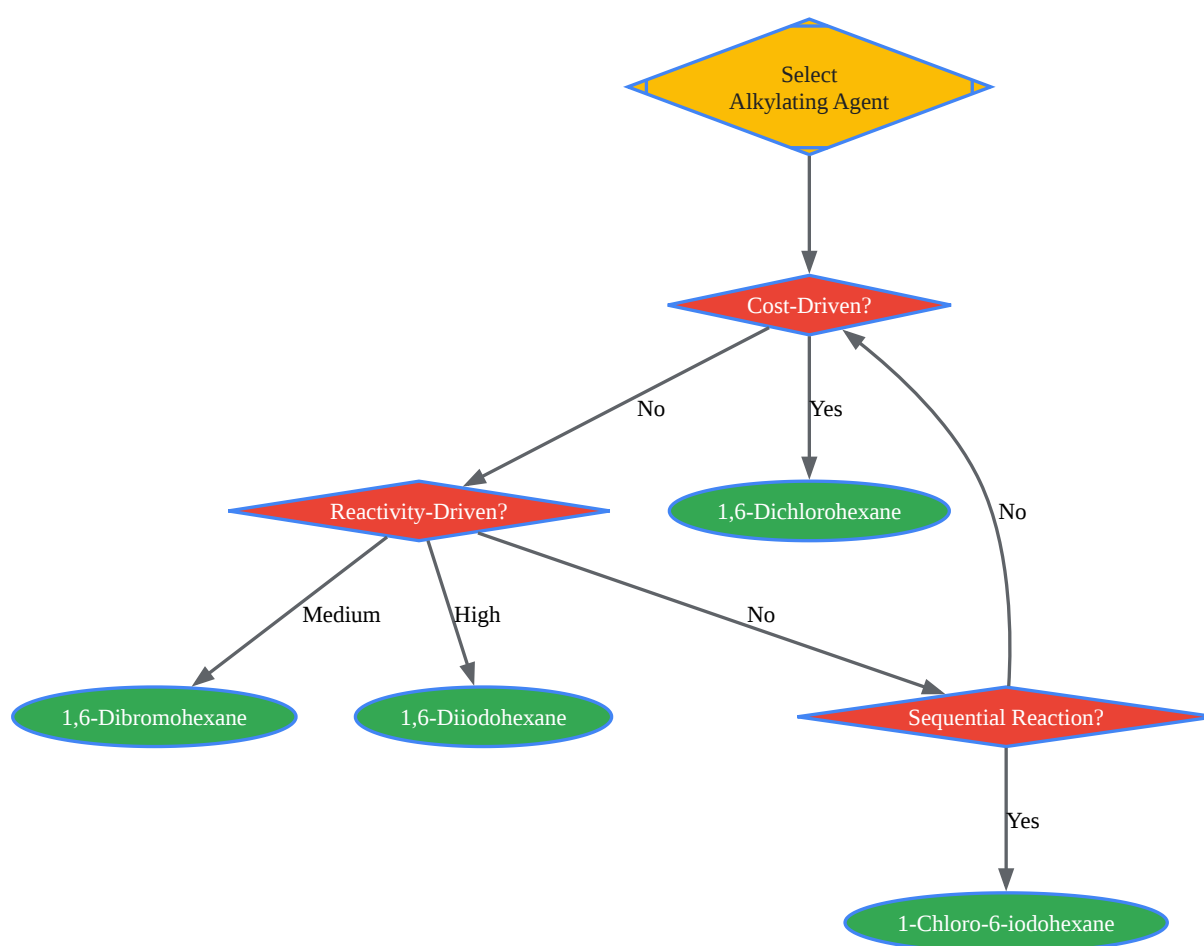 Select
Alkylating Agent
Cost-Driven?
No
Yes
Reactivity-Driven?
1,6-Dichlorohexane
No
Medium
High
No
1,6-Dibromohexane
1,6-Diiodohexane
Sequential Reaction?
Yes
1-Chloro-6-iodohexane